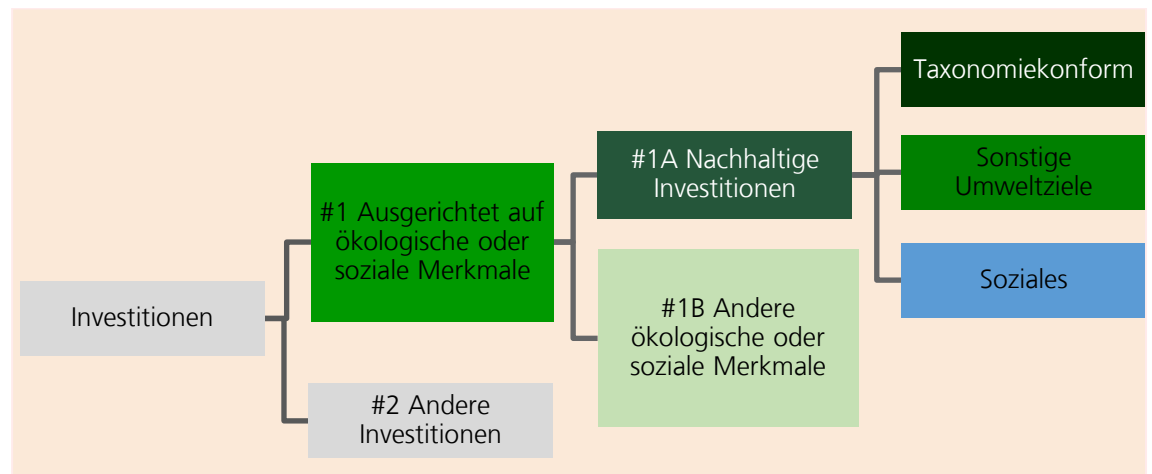 Investitionen
#1 Ausgerichtet auf
ökologische oder
soziale Merkmale
#2 Andere
Investitionen
#1A Nachhaltige
Investitionen
#1B Andere
ökologische oder
soziale Merkmale
Taxonomiekonform
Sonstige
Umweltziele
Soziales